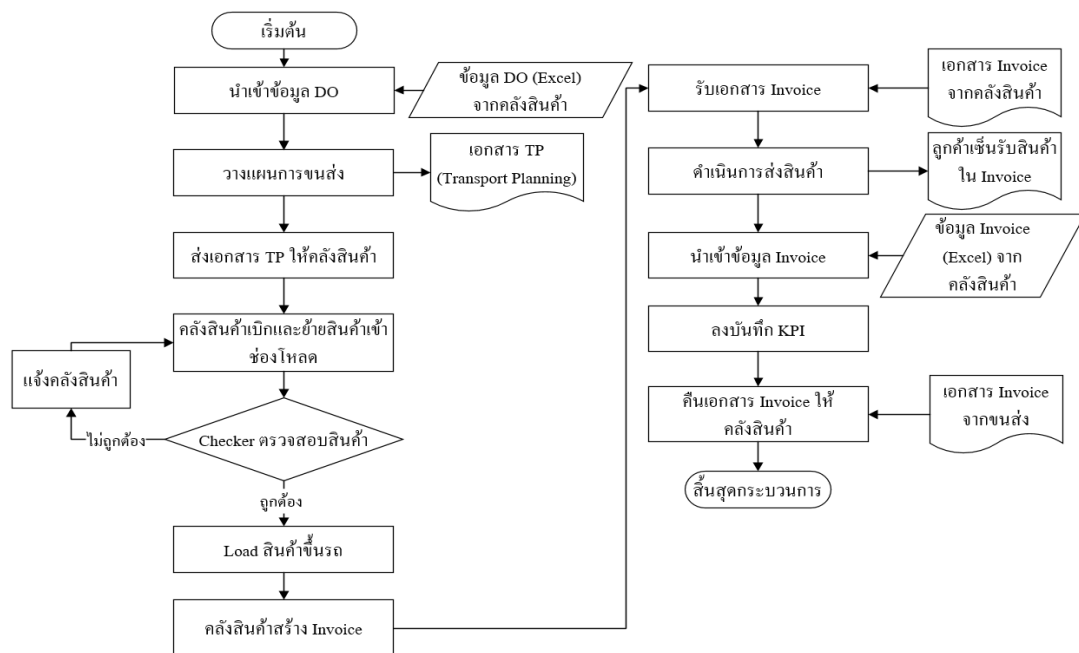 เริ่มต้น
นำเข้าข้อมูล DO
ข้อมูล DO (Excel)
จากคลังสินค้า
วางแผนการขนส่ง
เอกสาร TP
(Transport Planning)
ส่งเอกสาร TP ให้คลังสินค้า
คลังสินค้าเบิกและย้ายสินค้าเข้า
ช่องโหลด
แจ้งคลังสินค้า
Checker ตรวจสอบสินค้า
ไม่ถูกต้อง
ถูกต้อง
Load สินค้าขึ้นรถ
คลังสินค้าสร้าง Invoice
รับเอกสาร Invoice
เอกสาร Invoice
จากคลังสินค้า
ดำเนินการส่งสินค้า
ลูกค้าเซ็นรับสินค้า
ใน Invoice
นำเข้าข้อมูล Invoice
ข้อมูล Invoice
(Excel) จาก
คลังสินค้า
ลงบันทึก KPI
คืนเอกสาร Invoice ให้
คลังสินค้า
เอกสาร Invoice
จากขนส่ง
สิ้นสุดกระบวนการ